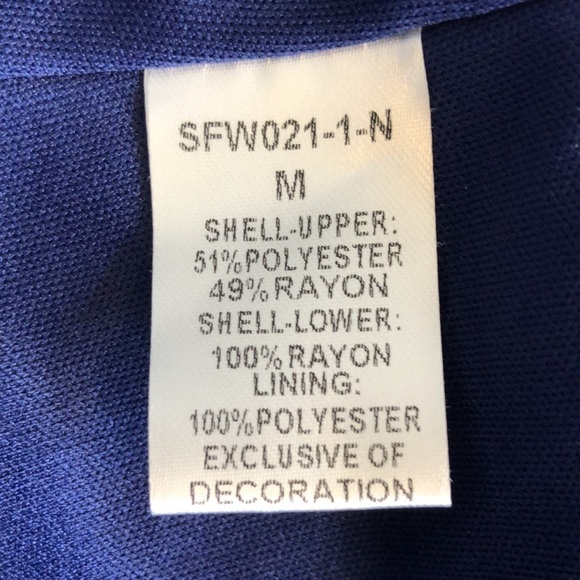 SFW021-1-N
M
SHELL-UPPER:
51%POLYESTER
49%RAYON
SHELL-LOWER:
100%RAYON
LINING:
100%POLYESTER
EXCLUSIVE OF
DECORATION